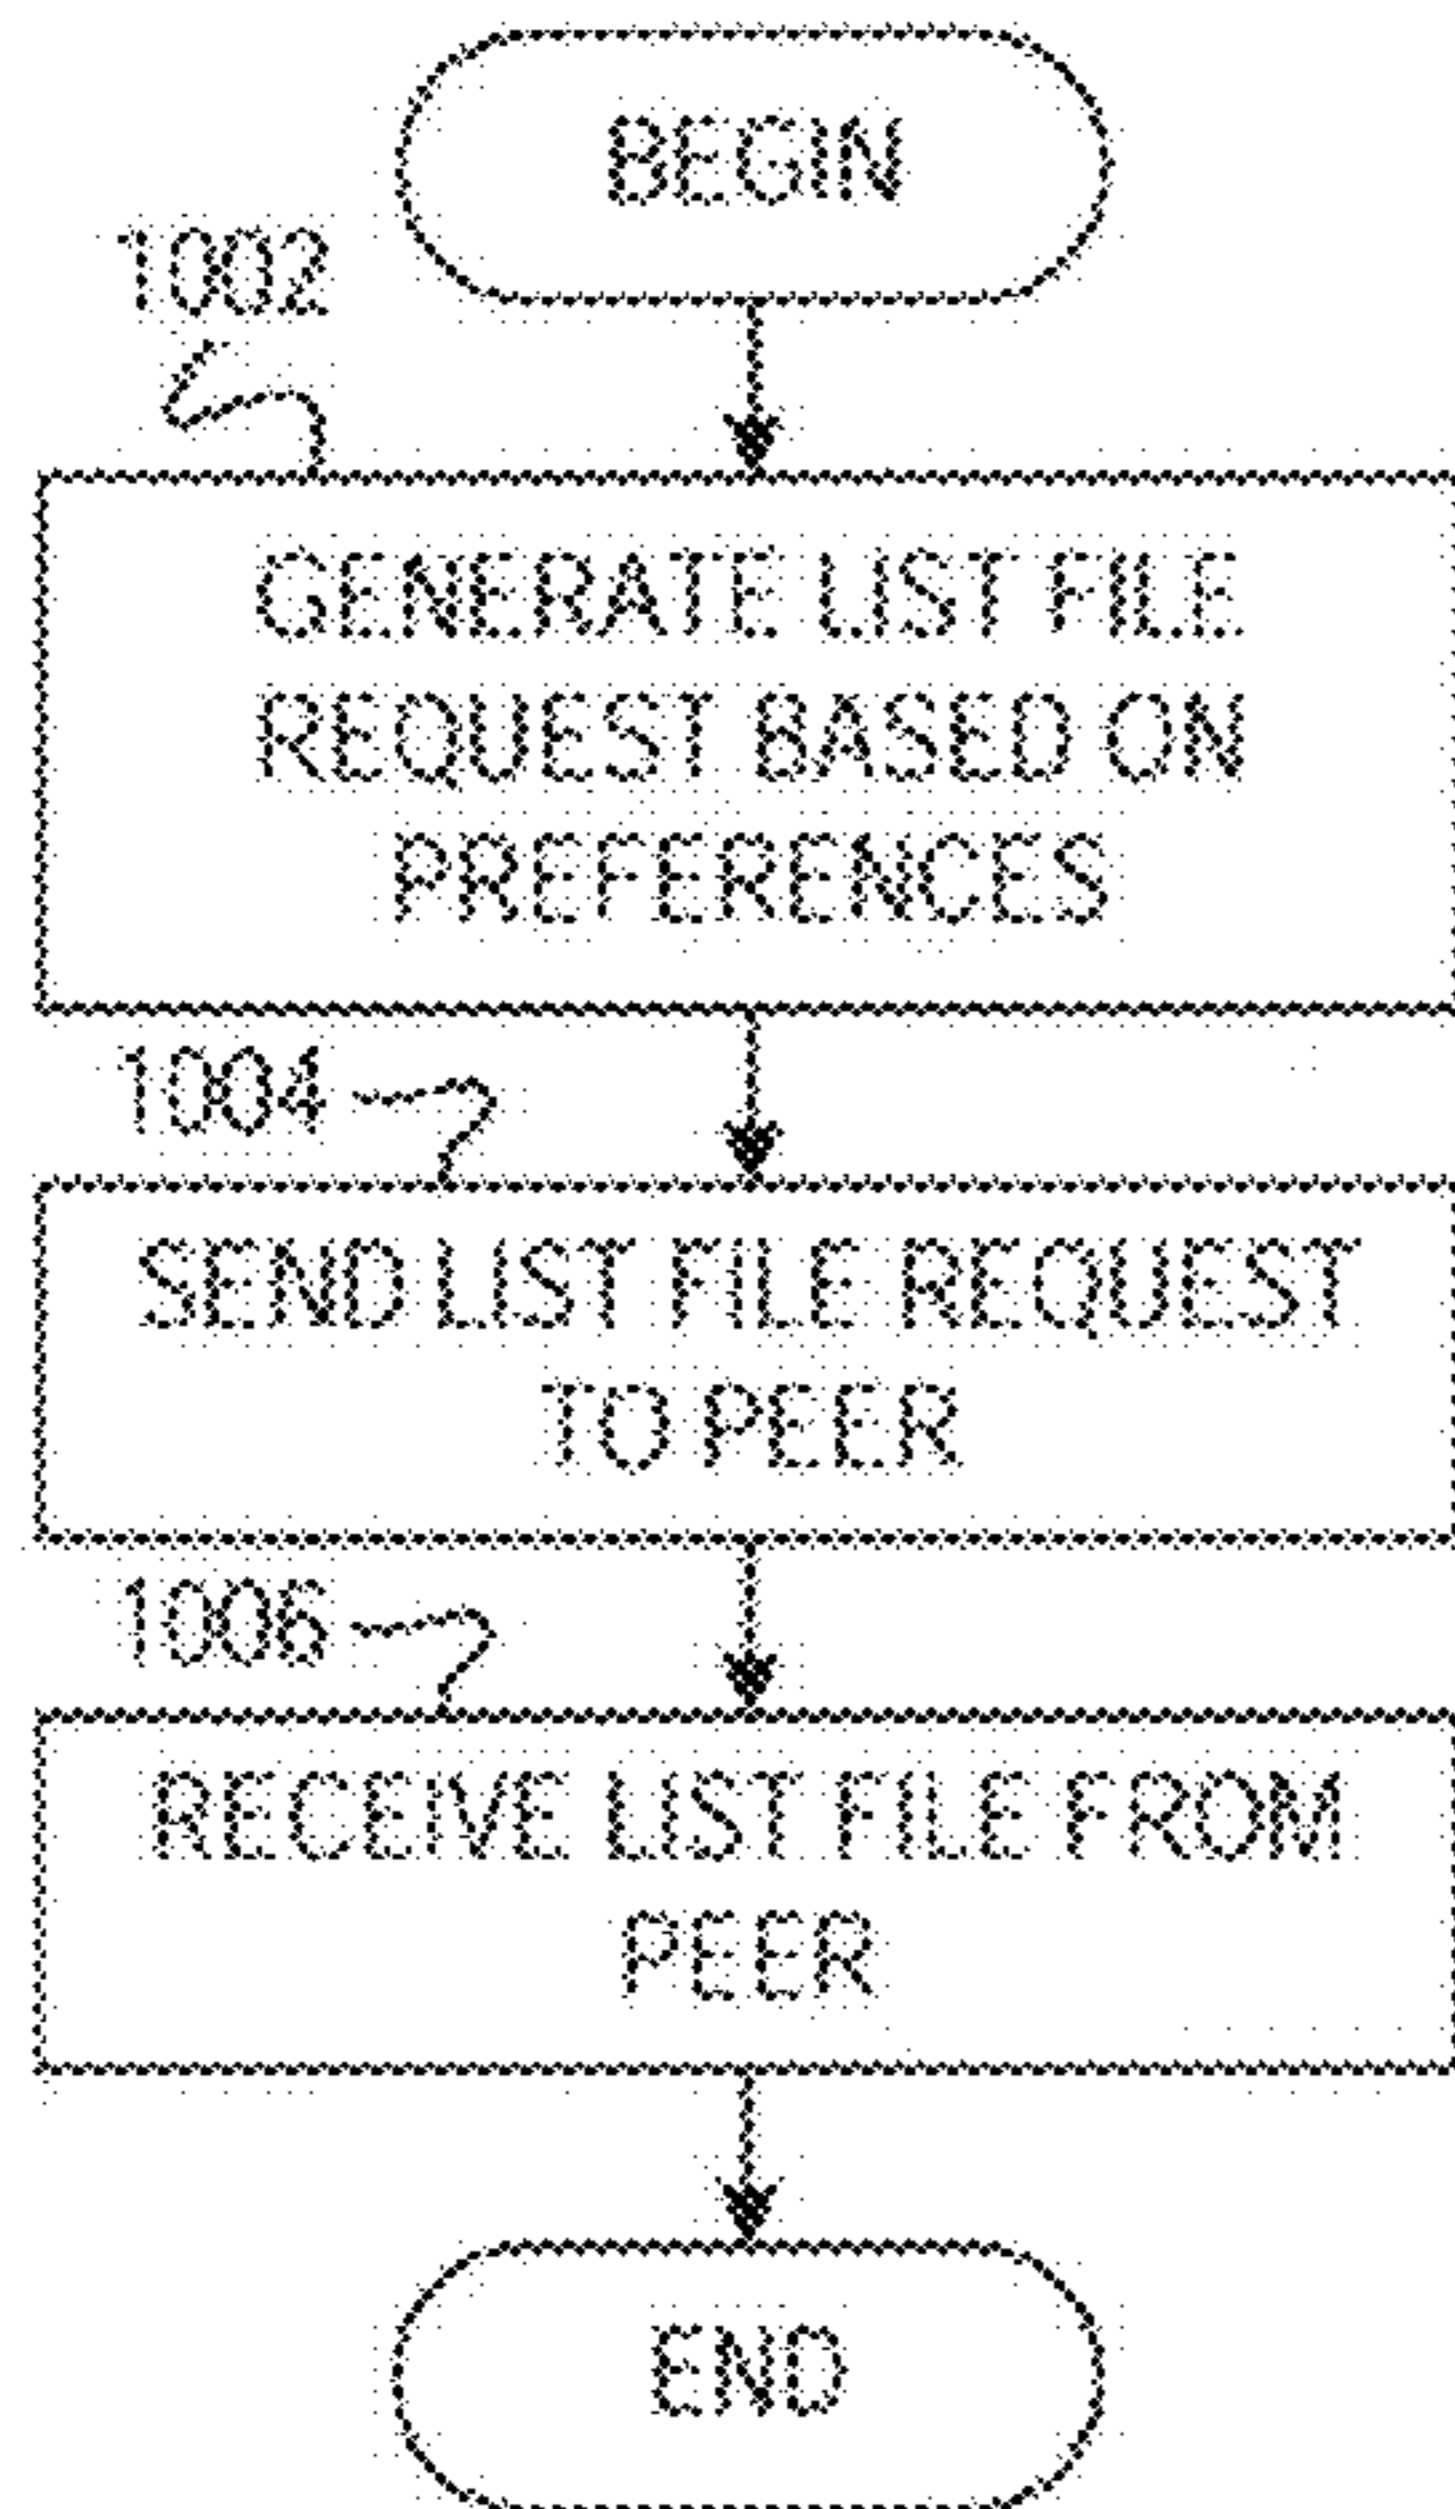 BEGIN
1002
GENERATE LIST FILE
REQUEST BASED ON
PREFERENCES
1004
SEND LIST FILE REQUEST
TO PEER
1006
RECEIVE LIST FILE FROM
PEER
END